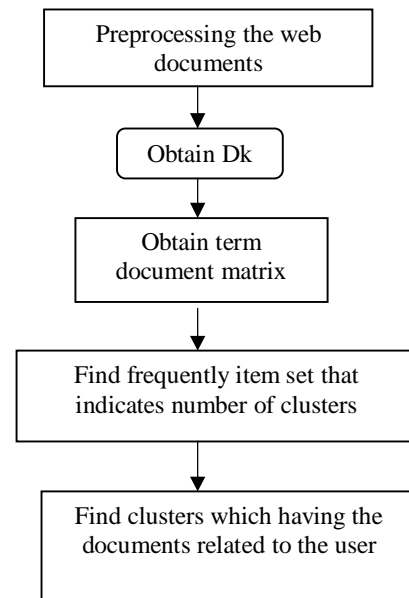 Preprocessing the web
documents
Obtain Dk
Obtain term
document matrix
Find frequently item set that
indicates number of clusters
Find clusters which having the
documents related to the user